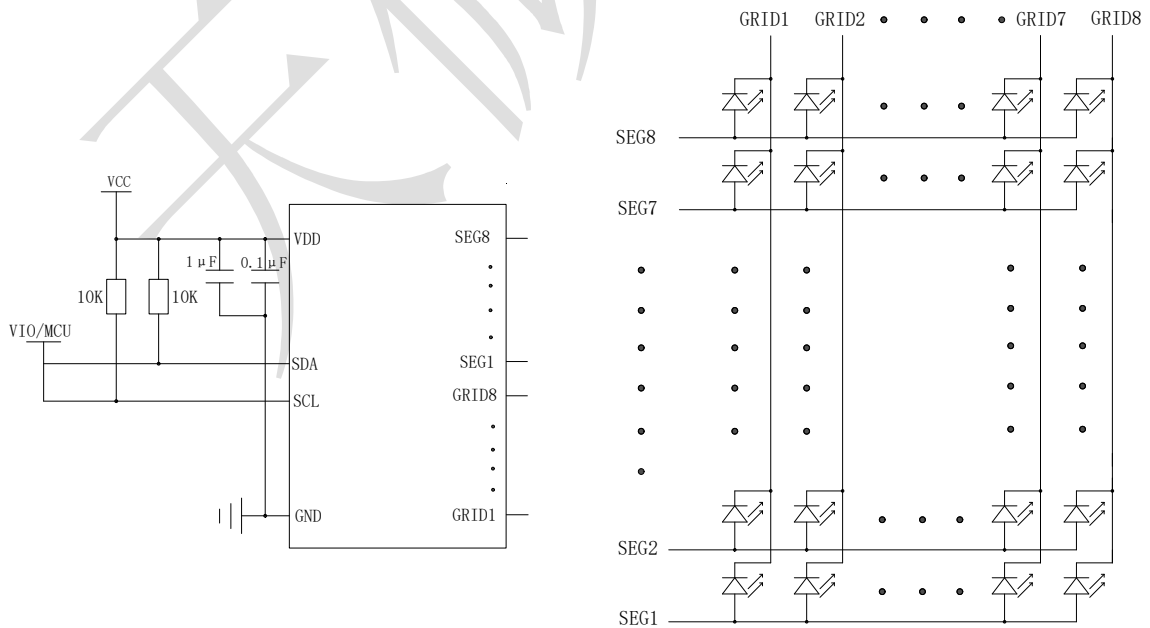 GRID1 GRID2 GRID7 GRID8
SEG8
SEG7
SEG2
SEG1
VCC
VDD
1μF 0.1μF
10K 10K
VIO/MCU
SDA
SCL
GND
SEG8
SEG1
GRID8
GRID1